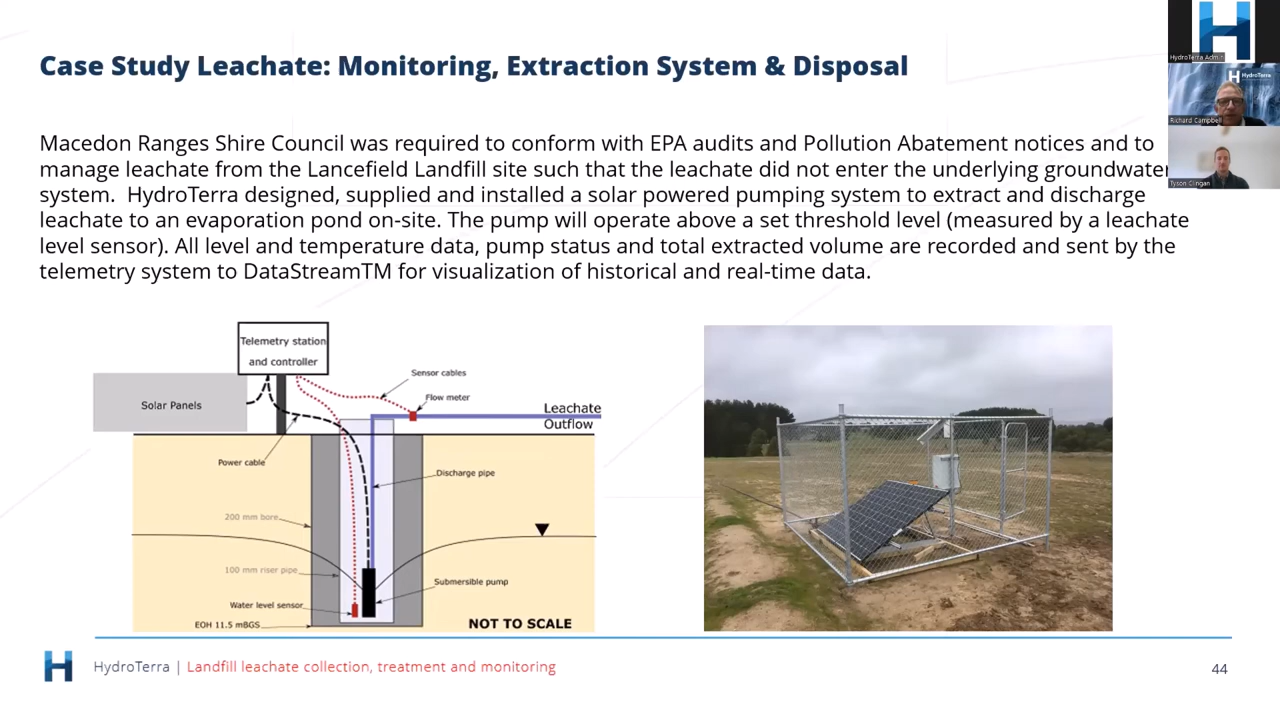 Case Study Leachate: Monitoring, Extraction System & Disposal
Macedon Ranges Shire Council was required to conform with EPA audits and Pollution Abatement notices and to
manage leachate from the Lancefield Landfill site such that the leachate did not enter the underlying groundwater
system.  HydroTerra designed, supplied and installed a solar powered pumping system to extract and discharge
leachate to an evaporation pond on-site. The pump will operate above a set threshold level (measured by a leachate
level sensor). All level and temperature data, pump status and total extracted volume are recorded and sent by the
telemetry system to DataStreamTM for visualization of historical and real-time data.
HydroTerra Admin
HydroTerra
Richard Campbell
Tyson Clingan
Telemetry station
and controller
Solar Panels
Sensor cables
Flow meter
Leachate
Outflow
Power cable
Discharge pipe
200 mm bore
100 mm riser pipe
Submersible pump
Water level sensor
EOH 11.5 mBGS
NOT TO SCALE
HydroTerra | Landfill leachate collection, treatment and monitoring
44